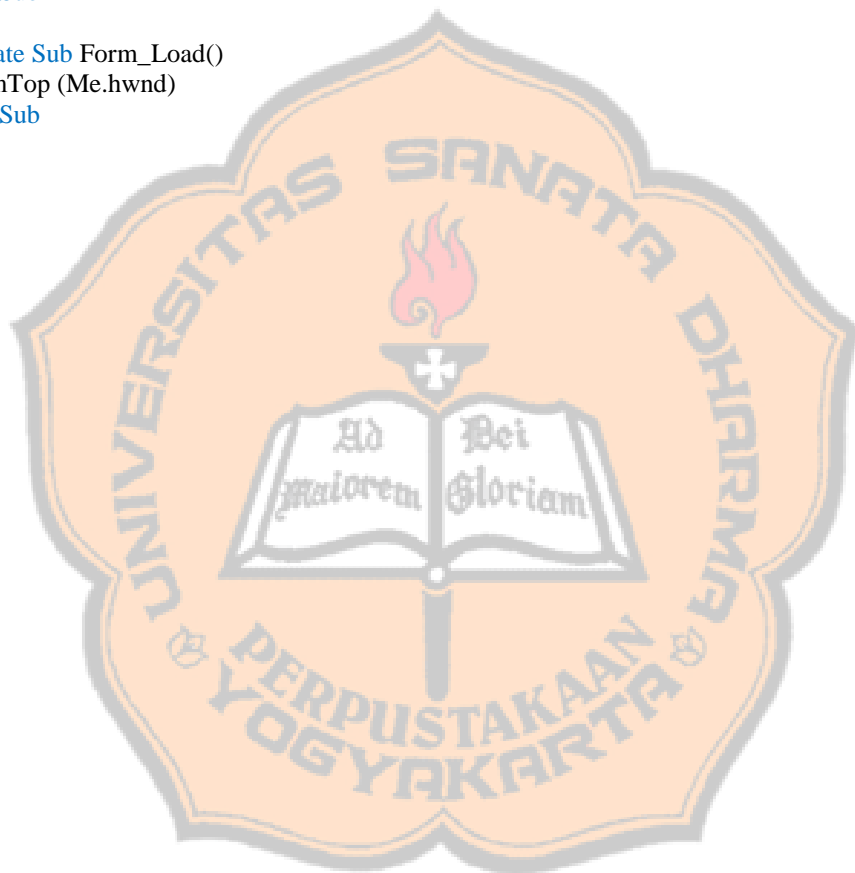 ate Sub Form_Load()
nTop (Me.hwnd)
Sub
UNIVERSITAS SANATA DHARMA
Ad Dei
Maiorem Gloriam
PERPUSTAKAAN
YOGYAKARTA